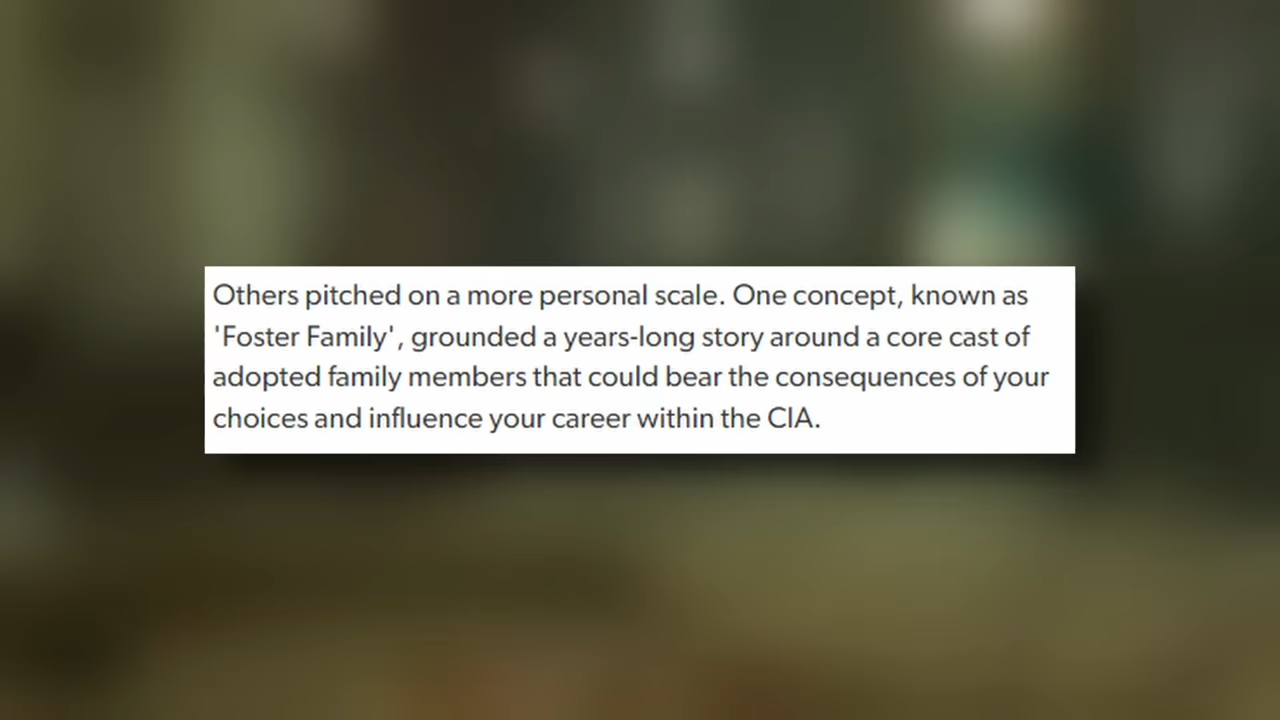 Others pitched on a more personal scale. One concept, known as
'Foster Family', grounded a years-long story around a core cast of
adopted family members that could bear the consequences of your
choices and influence your career within the CIA.